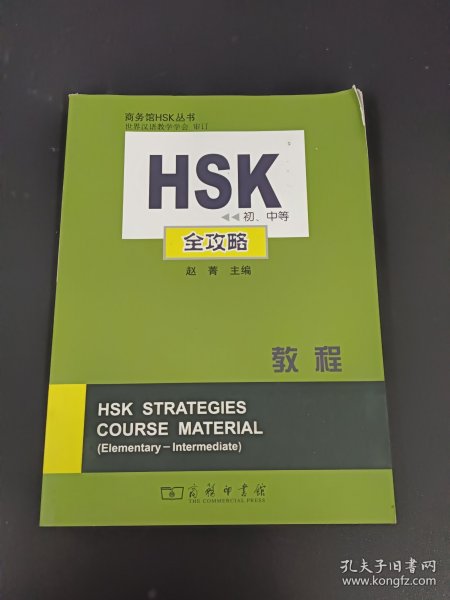 商务馆HSK丛书
世界汉语教学学会 审订
HSK
初、中等
全攻略
赵菁 主编
教程
HSK STRATEGIES
COURSE MATERIAL
(Elementary－Intermediate)
商務印書館
THE COMMERCIAL PRESS
孔夫子旧书网
www.kongfz.com